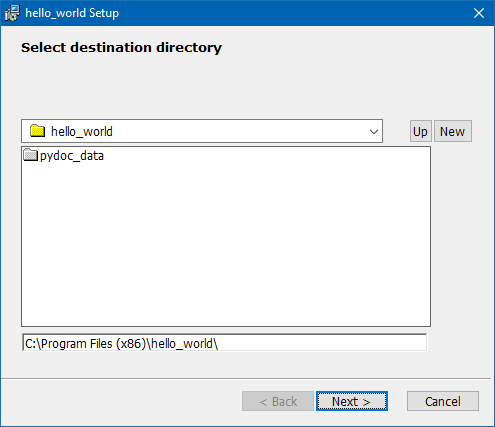 hello_world Setup
Select destination directory
hello_world
Up New
pydoc_data
C:\Program Files (x86)\hello_world\
< Back Next > Cancel